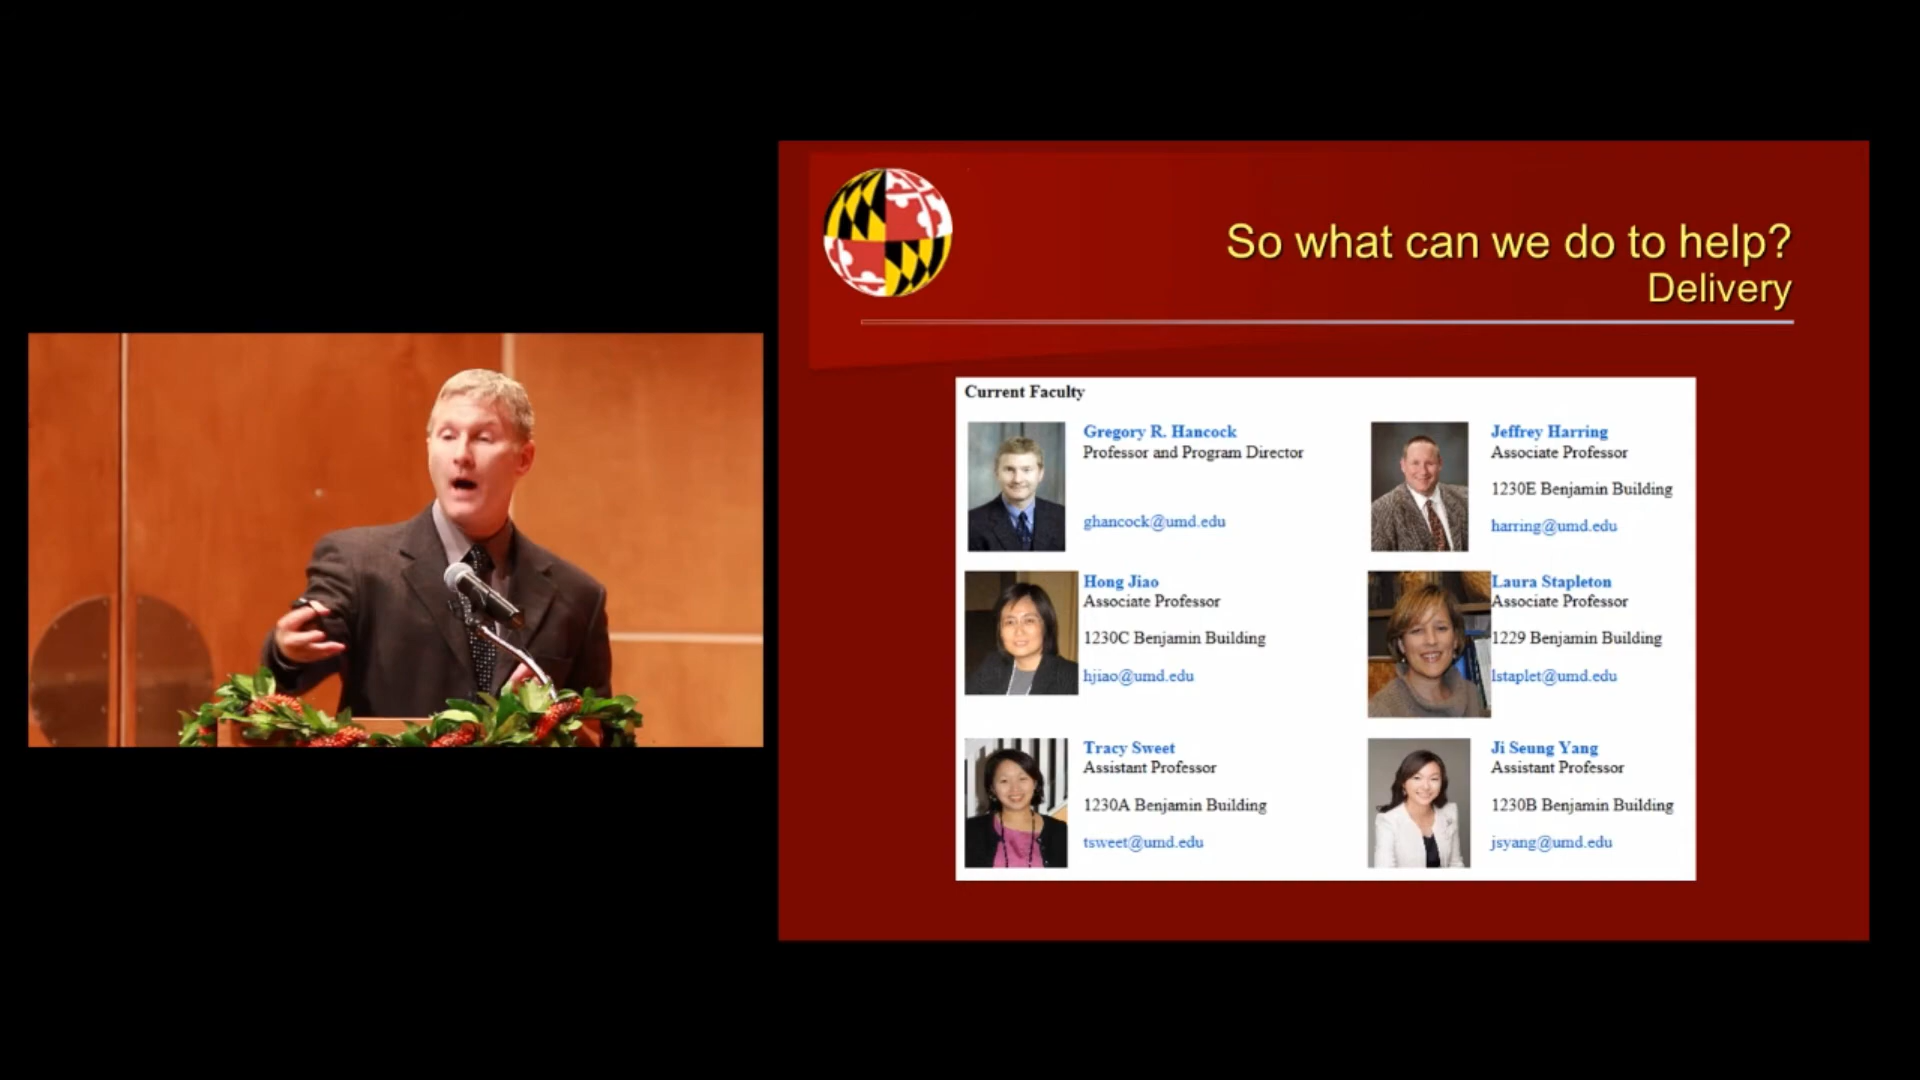 So what can we do to help?
Delivery
Current Faculty
Gregory R. Hancock
Professor and Program Director
ghancock@umd.edu
Jeffrey Harring
Associate Professor
1230E Benjamin Building
harring@umd.edu
Hong Jiao
Associate Professor
1230C Benjamin Building
hjiao@umd.edu
Laura Stapleton
Associate Professor
1229 Benjamin Building
lstaplet@umd.edu
Tracy Sweet
Assistant Professor
1230A Benjamin Building
tsweet@umd.edu
Ji Seung Yang
Assistant Professor
1230B Benjamin Building
jsyang@umd.edu